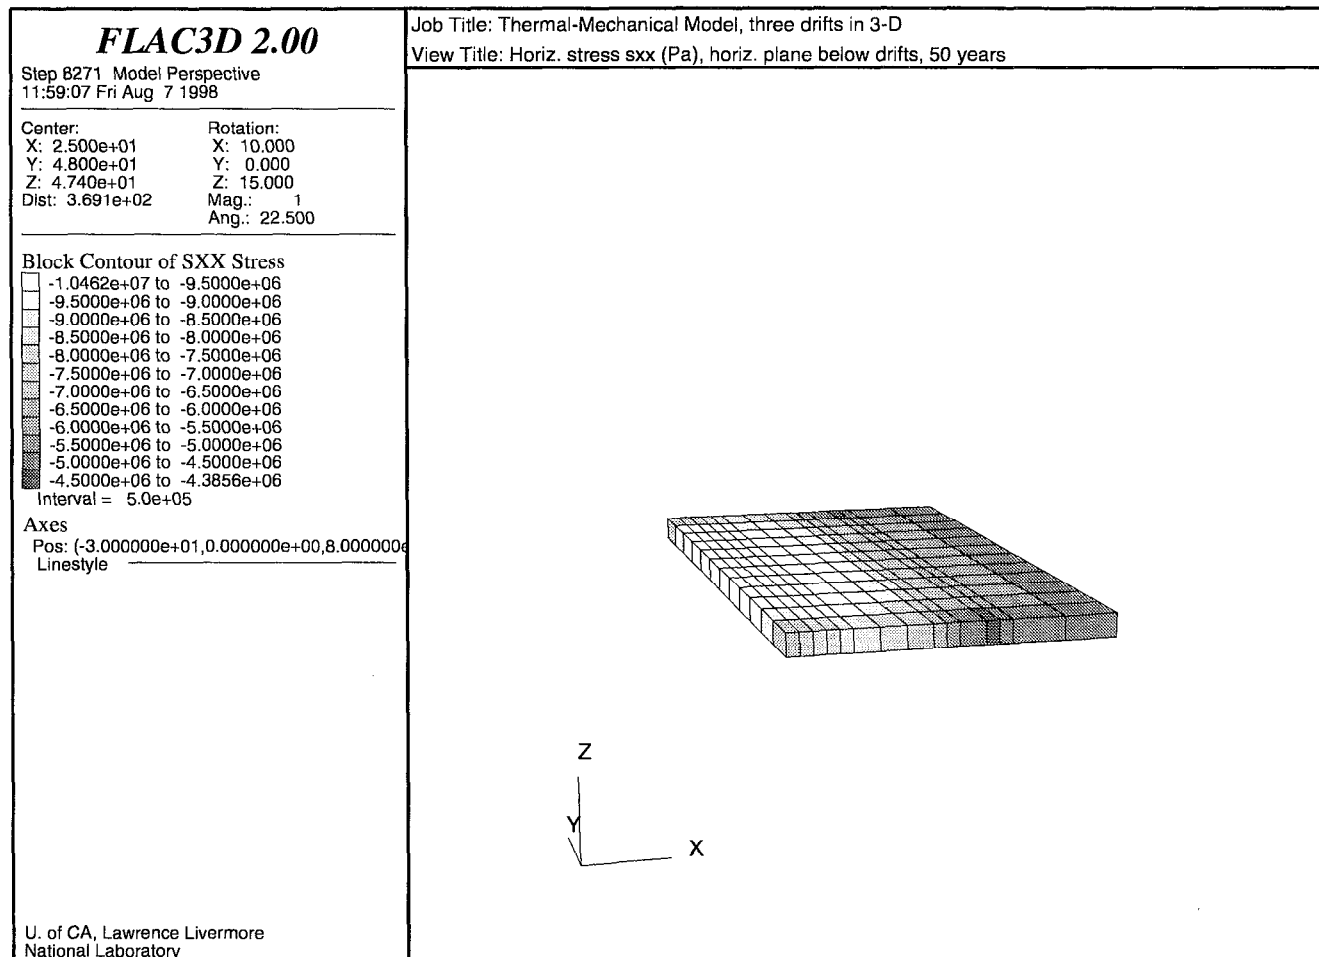 FLAC3D 2.00
Step 8271 Model Perspective
11:59:07 Fri Aug 7 1998
Center:
X: 2.500e+01
Y: 4.800e+01
Z: 4.740e+01
Dist: 3.691e+02
Rotation:
X: 10.000
Y: 0.000
Z: 15.000
Mag.: 1
Ang.: 22.500
Block Contour of SXX Stress
-1.0462e+07 to -9.5000e+06
-9.5000e+06 to -9.0000e+06
-9.0000e+06 to -8.5000e+06
-8.5000e+06 to -8.0000e+06
-8.0000e+06 to -7.5000e+06
-7.5000e+06 to -7.0000e+06
-7.0000e+06 to -6.5000e+06
-6.5000e+06 to -6.0000e+06
-6.0000e+06 to -5.5000e+06
-5.5000e+06 to -5.0000e+06
-5.0000e+06 to -4.5000e+06
-4.5000e+06 to -4.3856e+06
Interval = 5.0e+05
Axes
Pos: (-3.000000e+01,0.000000e+00,8.000000e
Linestyle
U. of CA, Lawrence Livermore
National Laboratory
Job Title: Thermal-Mechanical Model, three drifts in 3-D
View Title: Horiz. stress sxx (Pa), horiz. plane below drifts, 50 years
Z
Y
X